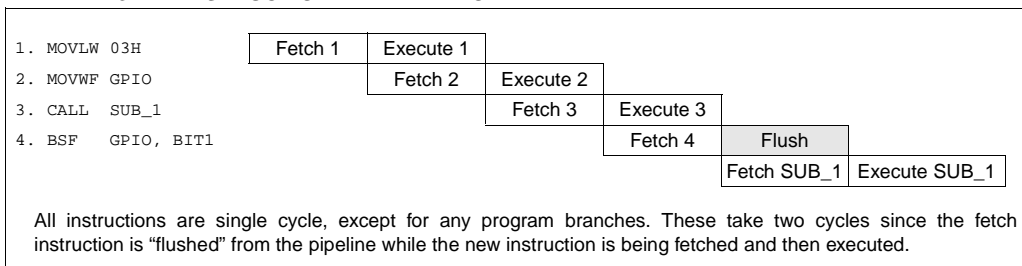 1. MOVLW 03H Fetch 1 Execute 1
2. MOVWF GPIO Fetch 2 Execute 2
3. CALL SUB_1 Fetch 3 Execute 3
4. BSF GPIO, BIT1 Fetch 4 Flush
Fetch SUB_1 Execute SUB_1
All instructions are single cycle, except for any program branches. These take two cycles since the fetch
instruction is “flushed” from the pipeline while the new instruction is being fetched and then executed.